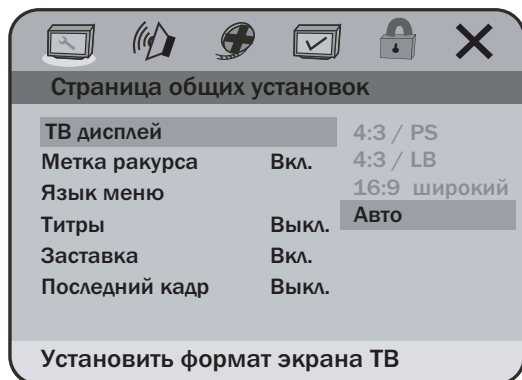 Страница общих установок
ТВ дисплей 4:3 / PS
Метка ракурса Вкл. 4:3 / LB
Язык меню 16:9 широкий
Титры Выкл. Авто
Заставка Вкл.
Последний кадр Выкл.
Установить формат экрана ТВ